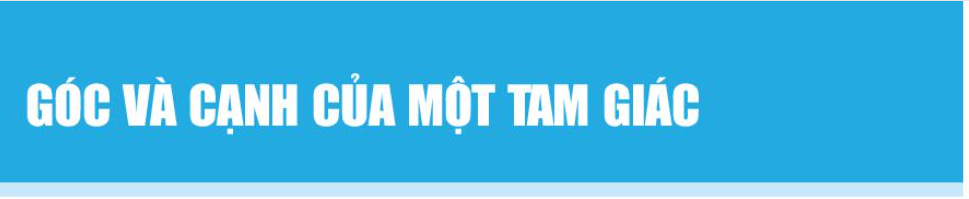 GÓC VÀ CẠNH CỦA MỘT TAM GIÁC